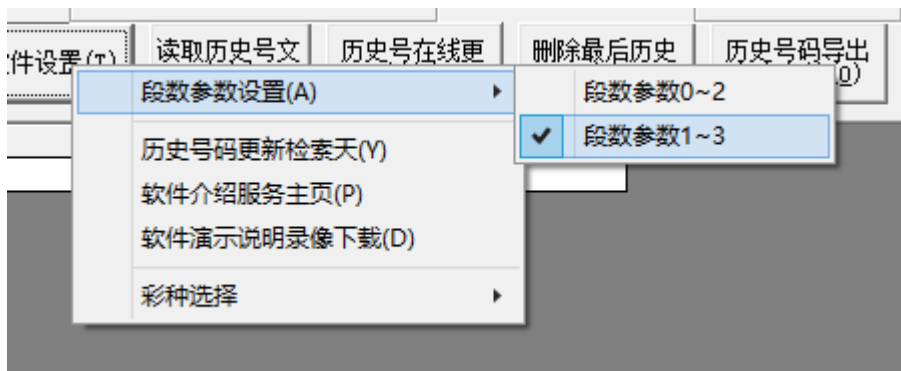 件设置(T)
读取历史号文
历史号在线更
删除最后历史
历史号码导出
段数参数设置(A)
段数参数0~2
段数参数1~3
历史号码更新检索天(Y)
软件介绍服务主页(P)
软件演示说明录像下载(D)
彩种选择